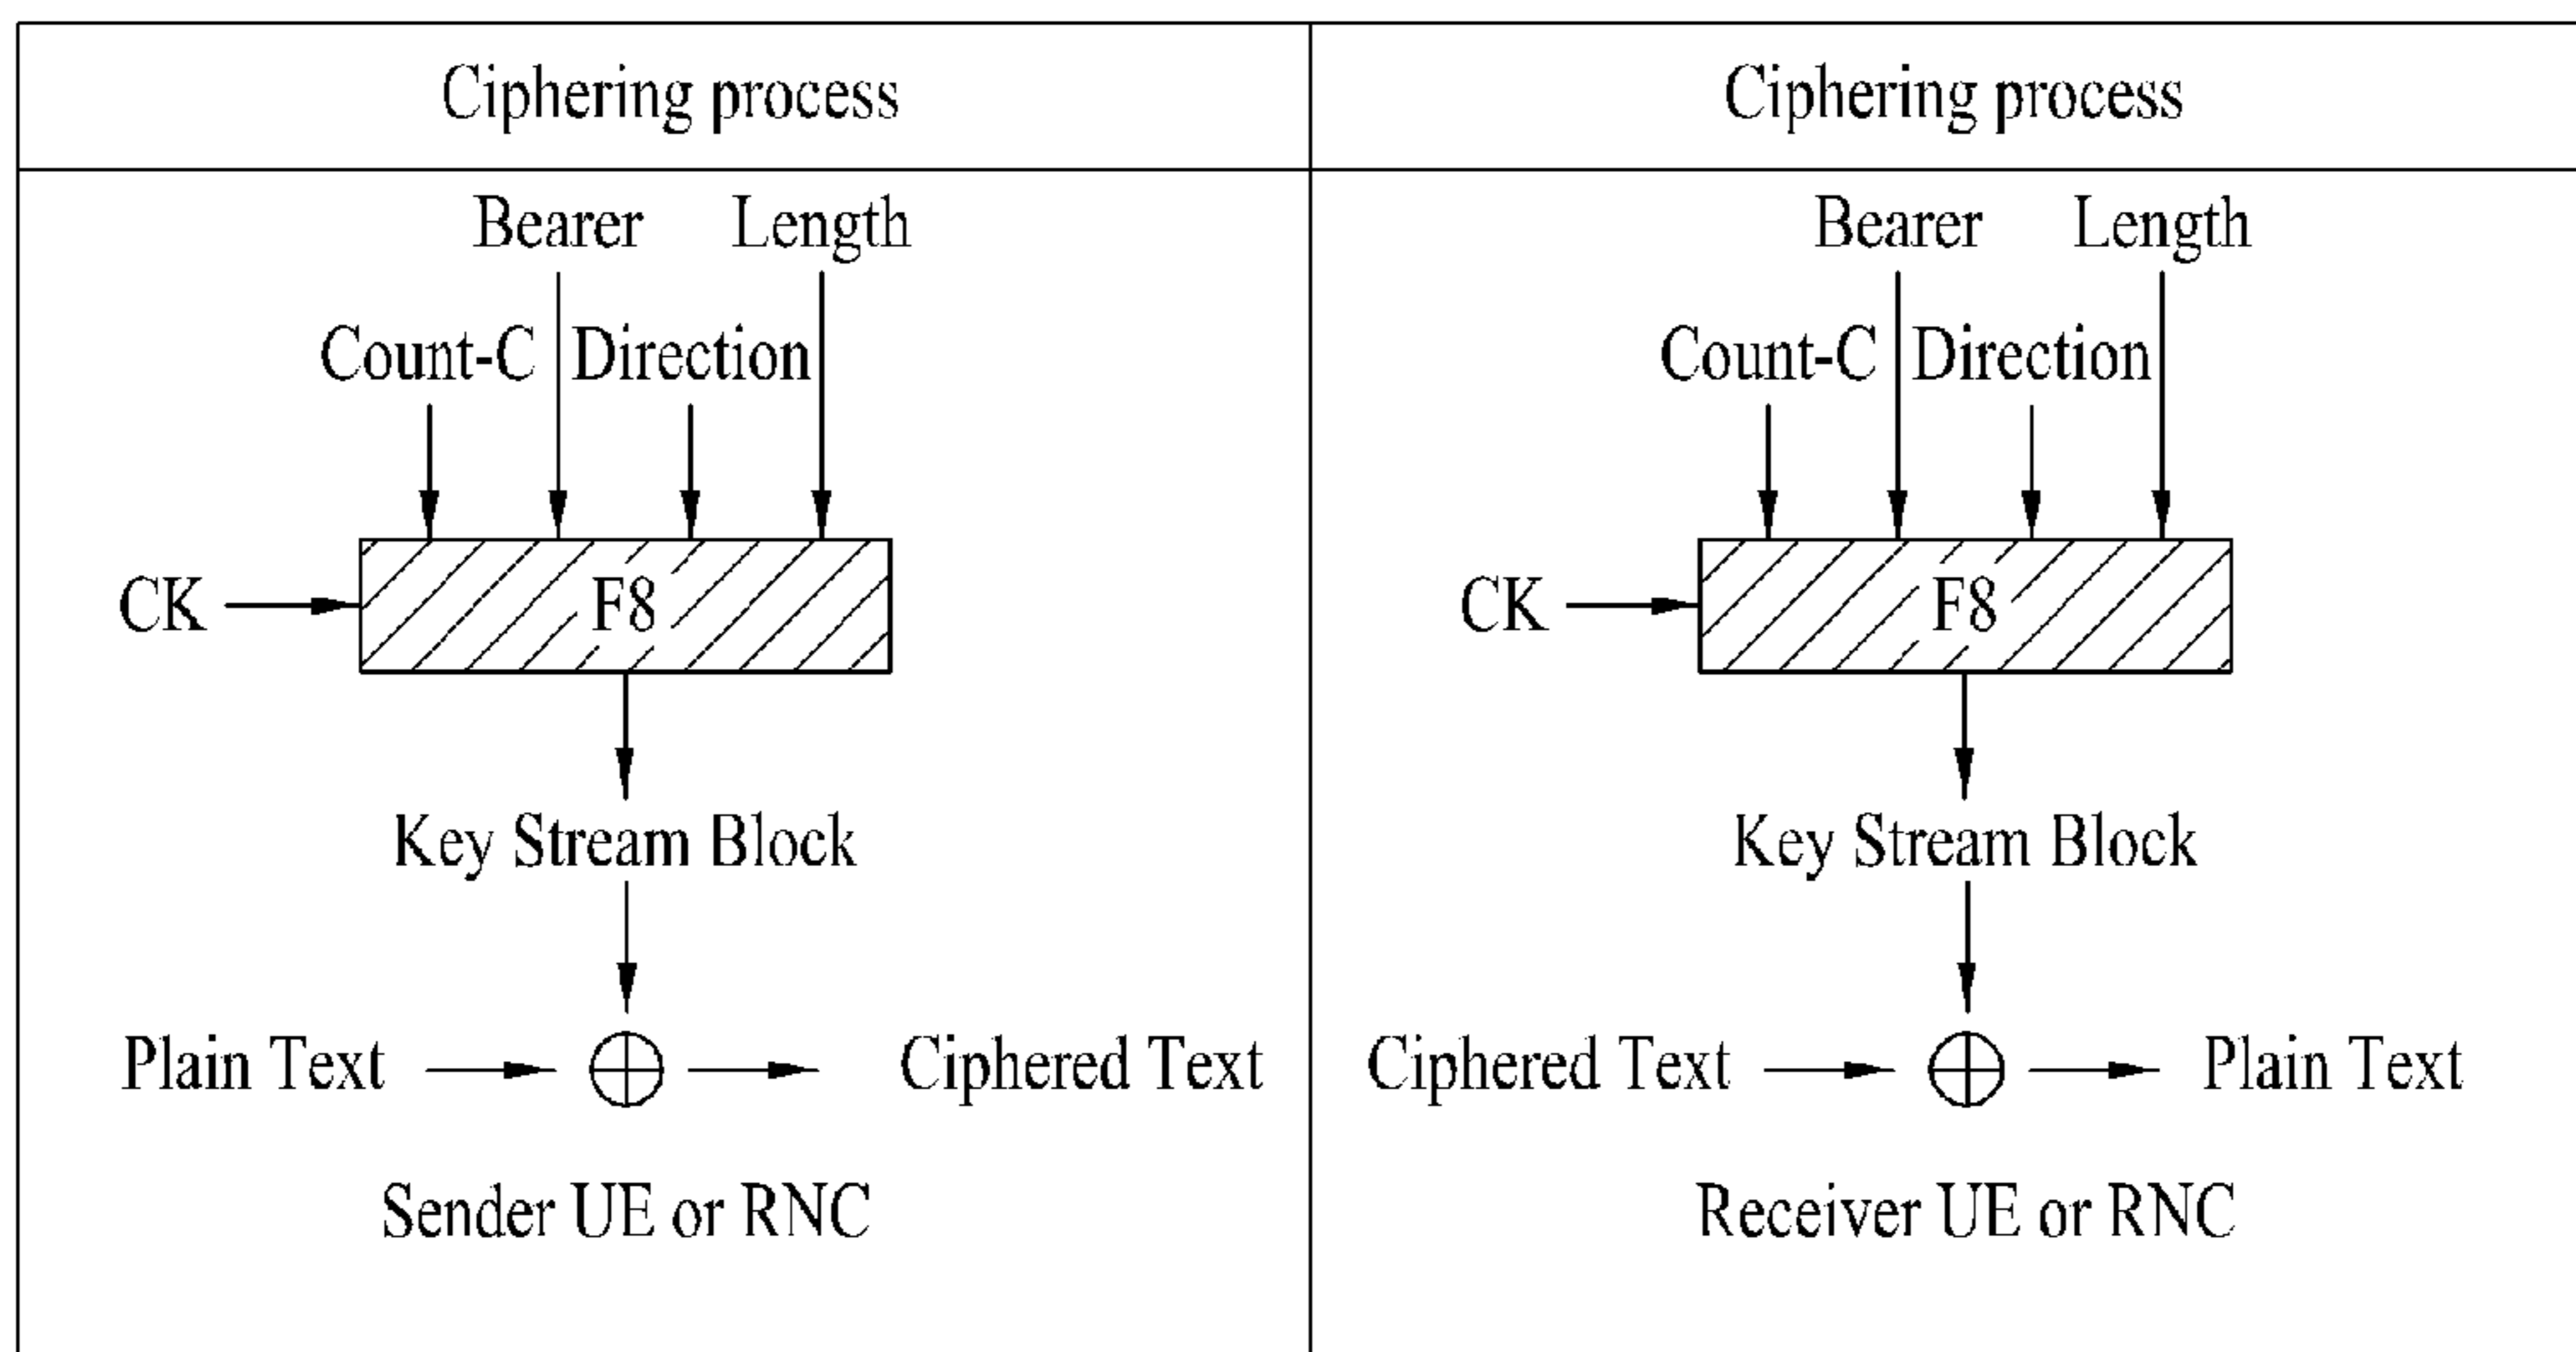 Ciphering process
Bearer Length
Count-C Direction
CK F8
Key Stream Block
Plain Text Ciphered Text
Sender UE or RNC
Ciphering process
Bearer Length
Count-C Direction
CK F8
Key Stream Block
Ciphered Text Plain Text
Receiver UE or RNC